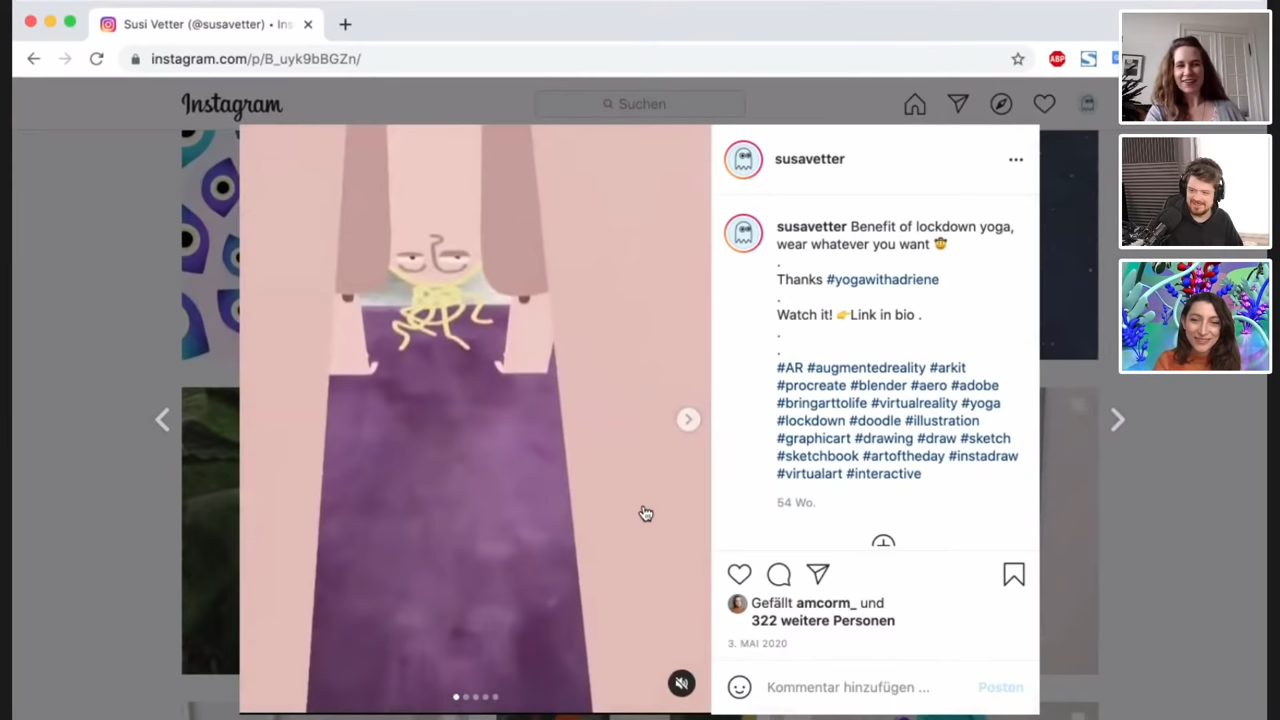 Susi Vetter (@susavetter) • Ins
instagram.com/p/B_uyk9bBGZn/
ABP
Instagram
Suchen
susavetter
susavetter Benefit of lockdown yoga,
wear whatever you want 🤠
.
Thanks #yogawithadriene
.
Watch it! 👉Link in bio .
.
.
#AR #augmentedreality #arkit
#procreate #blender #aero #adobe
#bringarttolife #virtualreality #yoga
#lockdown #doodle #illustration
#graphicart #drawing #draw #sketch
#sketchbook #artoftheday #instadraw
#virtualart #interactive
54 Wo.
Gefällt amcorm_ und
322 weitere Personen
3. MAI 2020
Kommentar hinzufügen ...
Posten